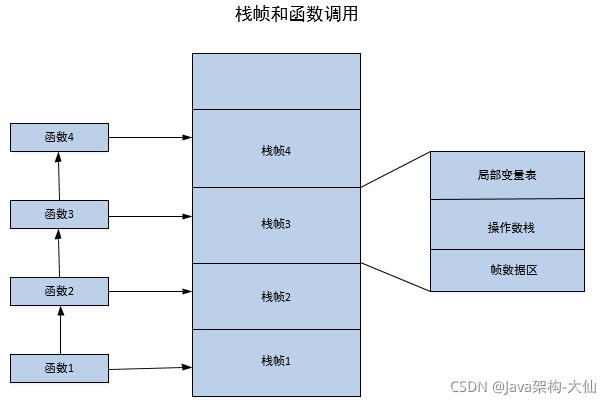 栈帧和函数调用
函数4
栈帧4
局部变量表
函数3
栈帧3
操作数栈
帧数据区
函数2
栈帧2
函数1
栈帧1
CSDN @Java架构-大仙